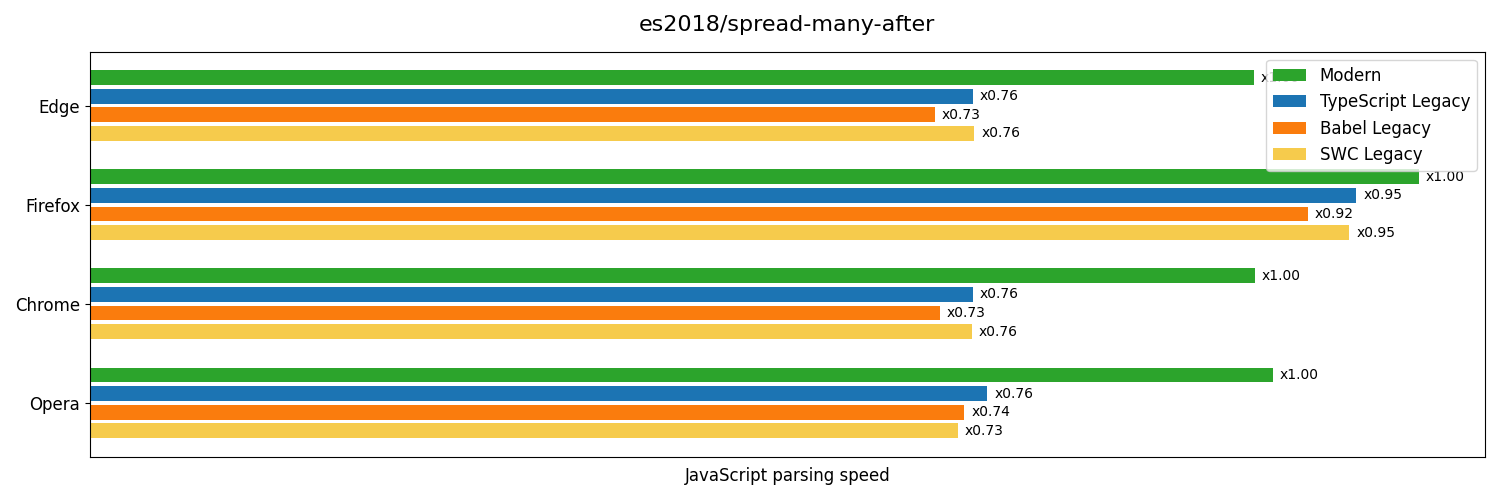 es2018/spread-many-after
Modern
TypeScript Legacy
Babel Legacy
SWC Legacy
Edge
x0.76
x0.73
x0.76
Firefox
x1.00
x0.95
x0.92
x0.95
Chrome
x1.00
x0.76
x0.73
x0.76
Opera
x1.00
x0.76
x0.74
x0.73
JavaScript parsing speed